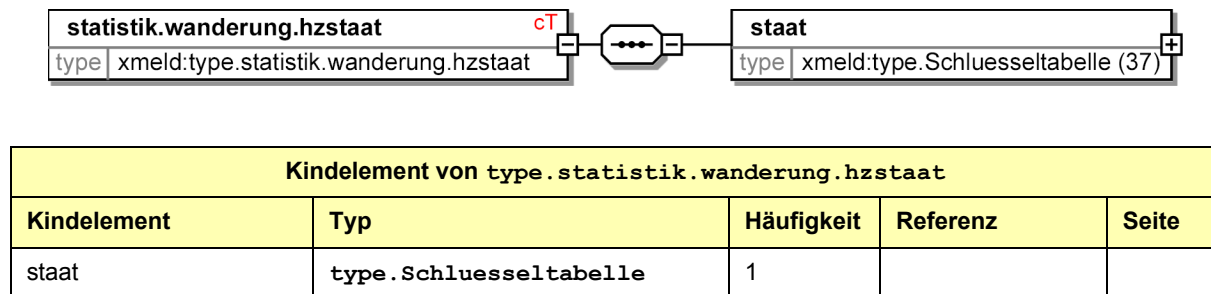 statistik.wanderung.hzstaat cT
type xmeld:type.statistik.wanderung.hzstaat
staat
type xmeld:type.Schluesseltabelle (37)
Kindelement von type.statistik.wanderung.hzstaat
Kindelement Typ Häufigkeit Referenz Seite
staat type.Schluesseltabelle 1